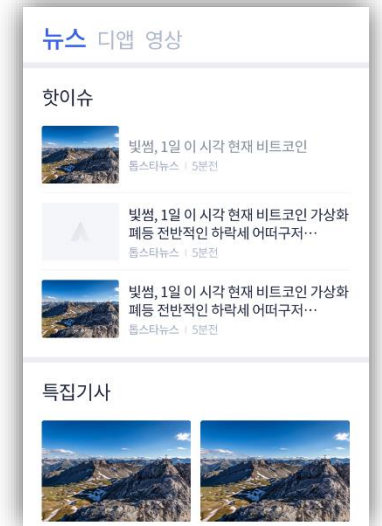 뉴스 디앱 영상
핫이슈
빛썸, 1일 이 시각 현재 비트코인
톱스타뉴스 | 5분전
빛썸, 1일 이 시각 현재 비트코인 가상화
폐등 전반적인 하락세 어떠구저…
톱스타뉴스 | 5분전
빛썸, 1일 이 시각 현재 비트코인 가상화
폐등 전반적인 하락세 어떠구저…
톱스타뉴스 | 5분전
특집기사